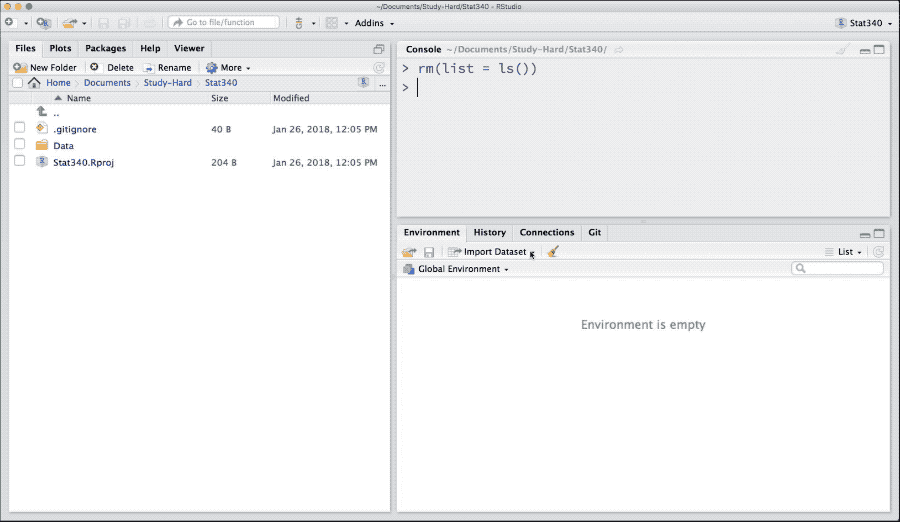 ~/Documents/Study-Hard/Stat340 - RStudio
Go to file/function
Addins
Stat340
Files Plots Packages Help Viewer
New Folder Delete Rename More
Home Documents Study-Hard Stat340 ...
Name Size Modified
..
.gitignore 40 B Jan 26, 2018, 12:05 PM
Data
Stat340.Rproj 204 B Jan 26, 2018, 12:05 PM
Console ~/Documents/Study-Hard/Stat340/
> rm(list = ls())
>
Environment History Connections Git
Import Dataset List
Global Environment
Environment is empty